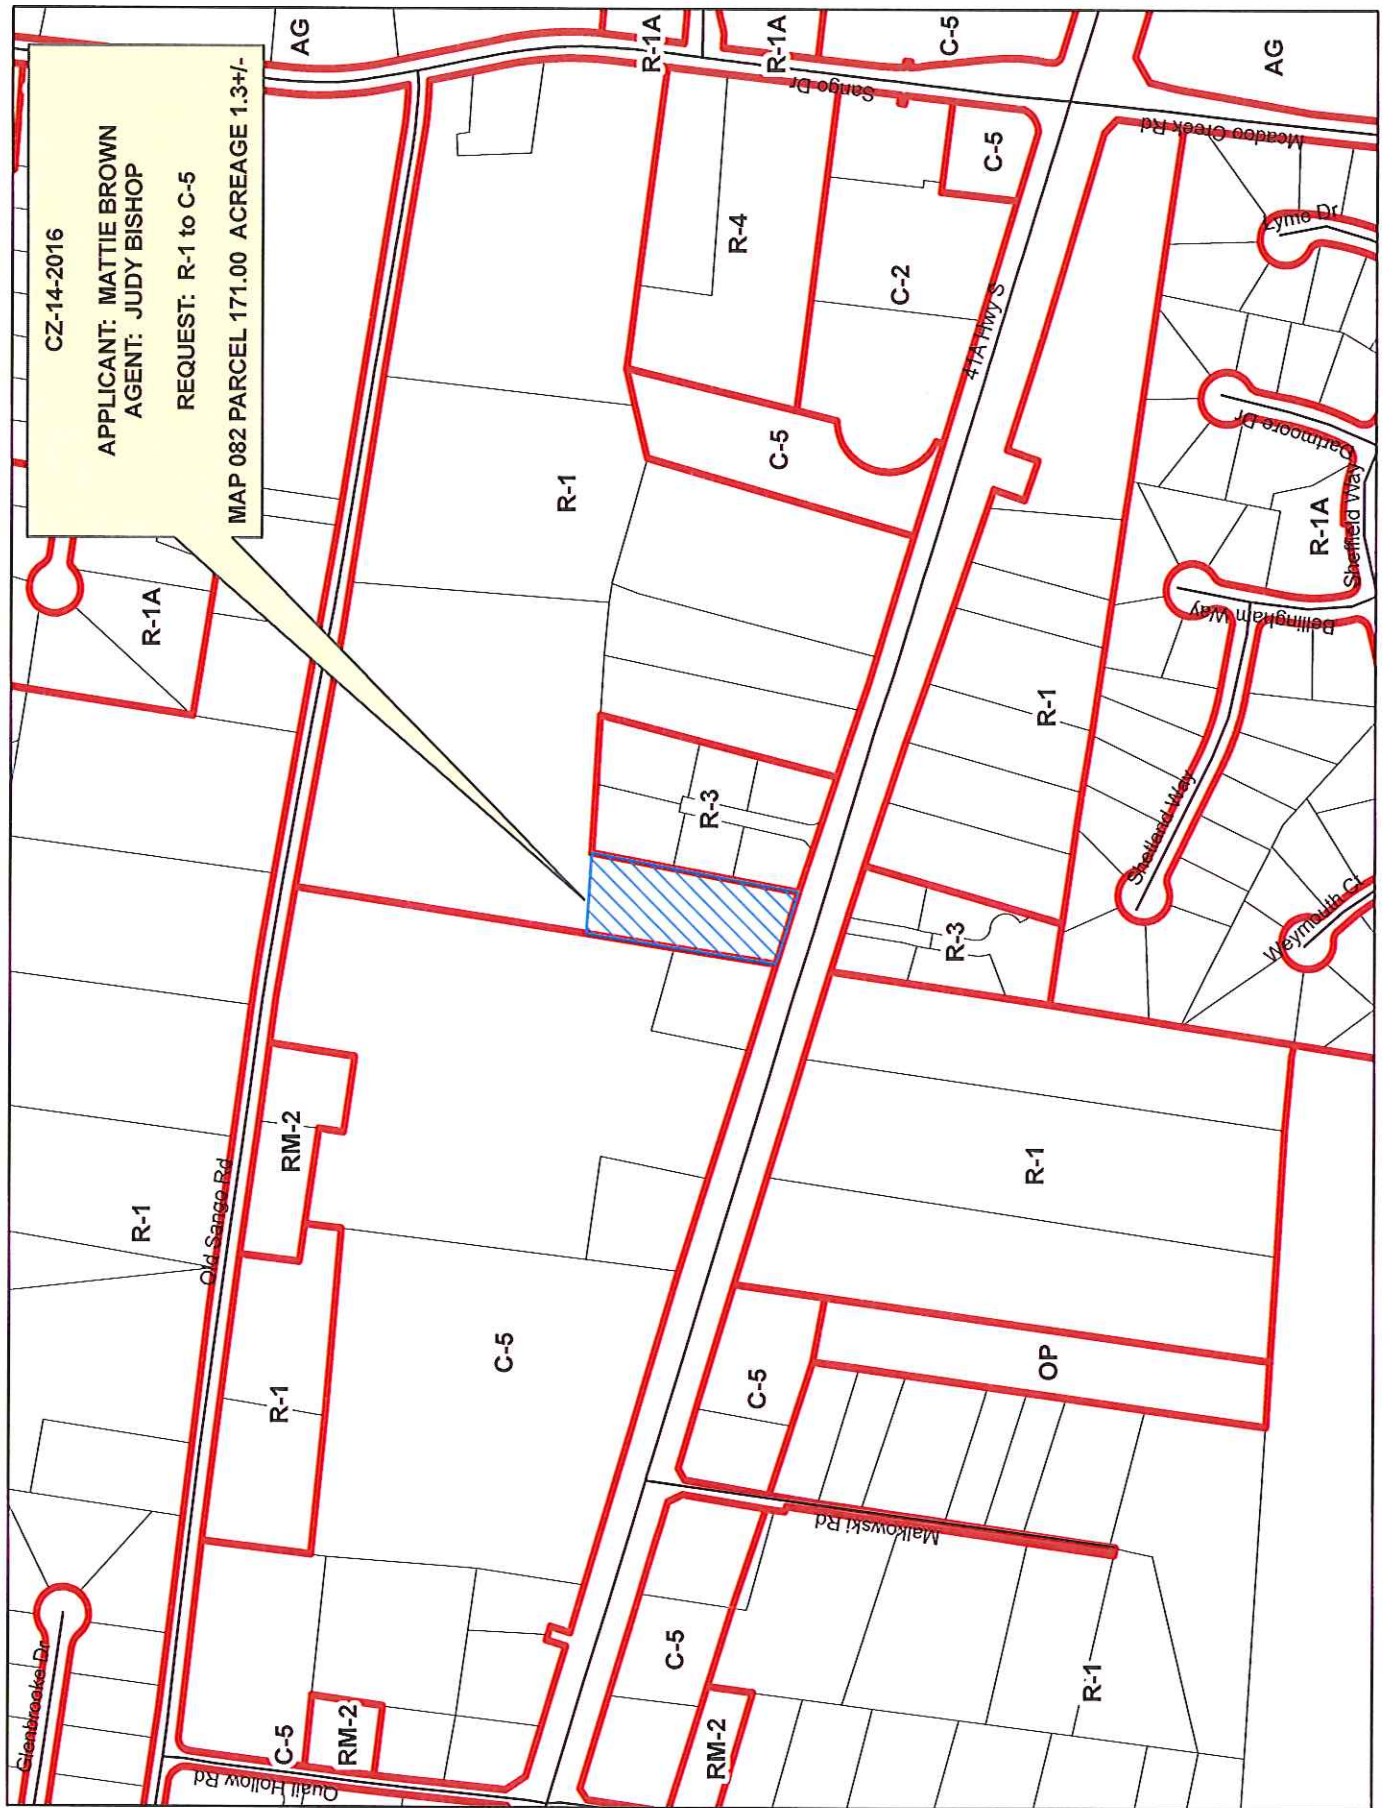 CZ-14-2016
APPLICANT: MATTIE BROWN
AGENT: JUDY BISHOP
REQUEST: R-1 to C-5
MAP 082 PARCEL 171.00 ACREAGE 1.3+/-
AG
R-1A
R-1A
C-5
AG
Sango Dr
Mcadoo Creek Rd
C-5
R-4
C-2
Lyme Dr
41A Hwy S
Dartmoore Dr
C-5
R-1
R-1A
Sheffield Way
R-1A
Bellingham Way
R-1
R-3
Shetland Way
R-3
Weymouth Ct
RM-2
R-1
R-1
Old Sango Rd
C-5
OP
C-5
R-1
Malkowski Rd
Glenbrooke Dr
C-5
R-1
C-5
RM-2
RM-2
Quail Hollow Rd